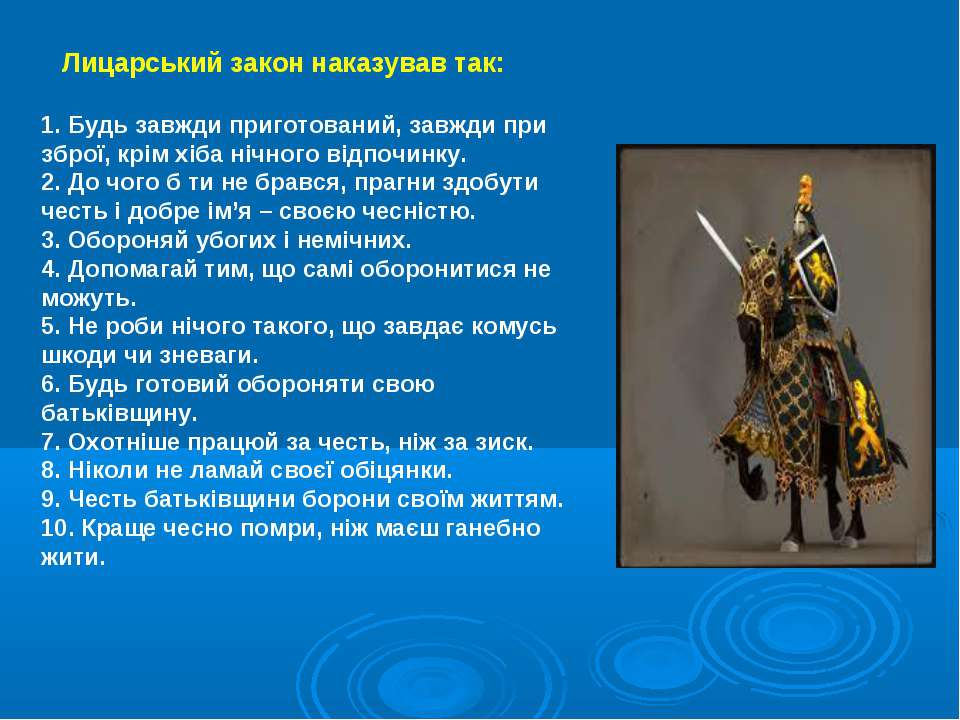 Лицарський закон наказував так:
1. Будь завжди приготований, завжди при
зброї, крім хіба нічного відпочинку.
2. До чого б ти не брався, прагни здобути
честь і добре ім’я – своєю чесністю.
3. Обороняй убогих і немічних.
4. Допомагай тим, що самі оборонитися не
можуть.
5. Не роби нічого такого, що завдає комусь
шкоди чи зневаги.
6. Будь готовий обороняти свою
батьківщину.
7. Охотніше працюй за честь, ніж за зиск.
8. Ніколи не ламай своєї обіцянки.
9. Честь батьківщини борони своїм життям.
10. Краще чесно помри, ніж маєш ганебно
жити.